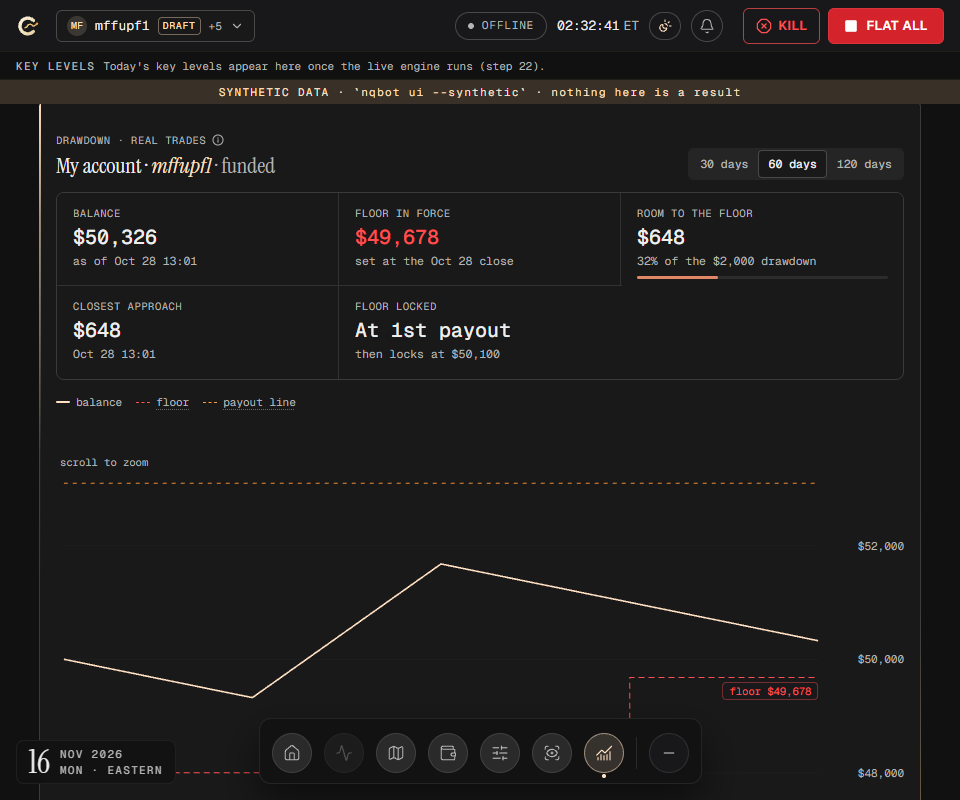 MF mffupf1 DRAFT +5
OFFLINE 02:32:41 ET KILL FLAT ALL
KEY LEVELS Today's key levels appear here once the live engine runs (step 22).
SYNTHETIC DATA · `nqbot ui --synthetic` · nothing here is a result
DRAWDOWN · REAL TRADES
My account · mffupf1 · funded
30 days 60 days 120 days
BALANCE
$50,326
as of Oct 28 13:01
FLOOR IN FORCE
$49,678
set at the Oct 28 close
ROOM TO THE FLOOR
$648
32% of the $2,000 drawdown
CLOSEST APPROACH
$648
Oct 28 13:01
FLOOR LOCKED
At 1st payout
then locks at $50,100
balance floor payout line
scroll to zoom
$52,000
$50,000
floor $49,678
$48,000
16 NOV 2026
MON · EASTERN